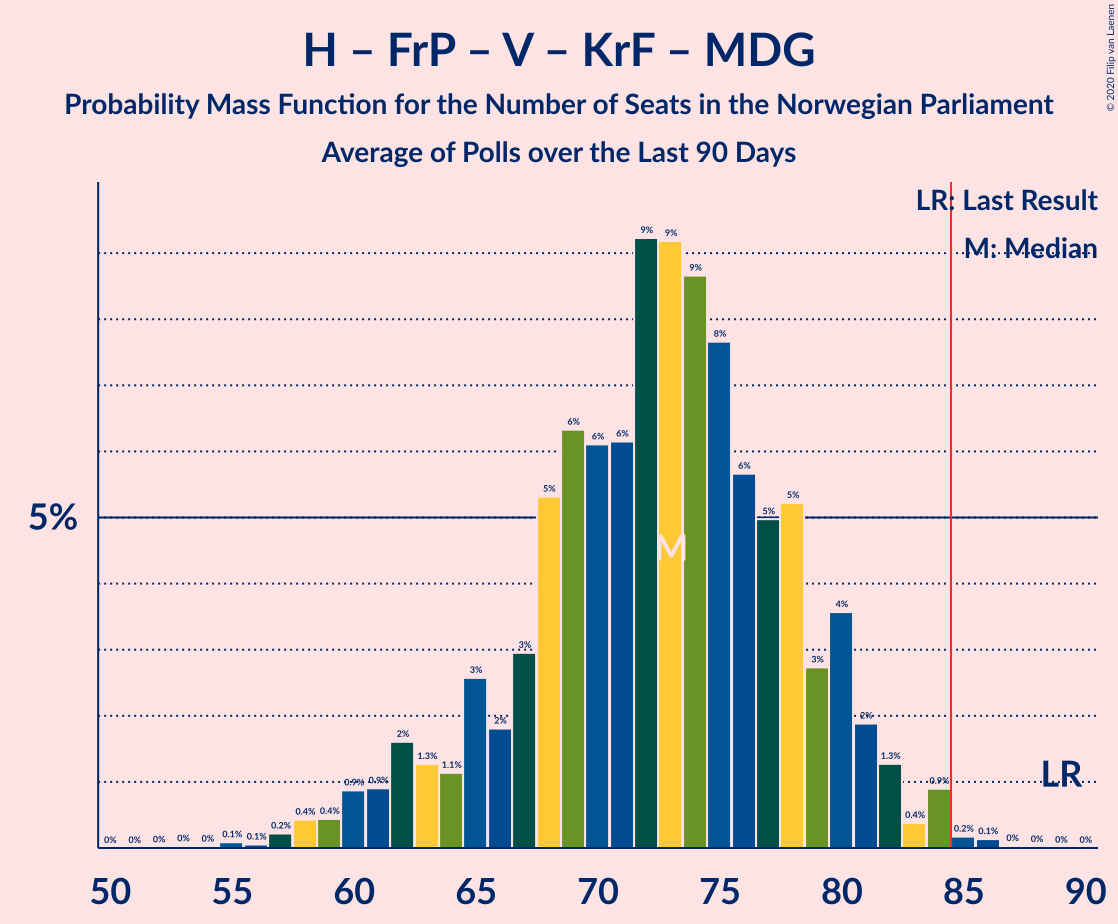 H – FrP – V – KrF – MDG
Probability Mass Function for the Number of Seats in the Norwegian Parliament
Average of Polls over the Last 90 Days
© 2020 Filip van Laenen
LR: Last Result
M: Median
5%
0% 0% 0% 0% 0% 0.1% 0.1% 0.2% 0.4% 0.4% 0.9% 0.9% 2% 1.3% 1.1% 3% 2% 3% 5% 6% 6% 6% 9% 9% 9% 8% 6% 5% 5% 3% 4% 2% 1.3% 0.4% 0.9% 0.2% 0.1% 0% 0% 0% 0%
M
LR
50 55 60 65 70 75 80 85 90